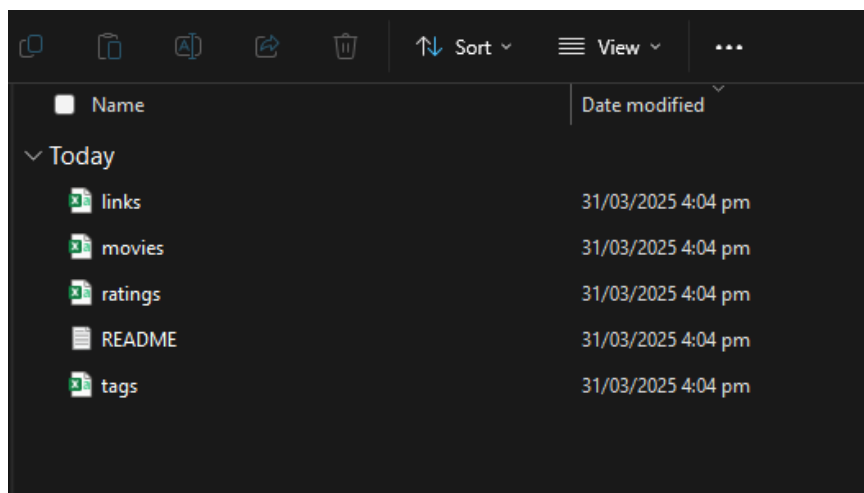 Sort View
Name Date modified
Today
links 31/03/2025 4:04 pm
movies 31/03/2025 4:04 pm
ratings 31/03/2025 4:04 pm
README 31/03/2025 4:04 pm
tags 31/03/2025 4:04 pm